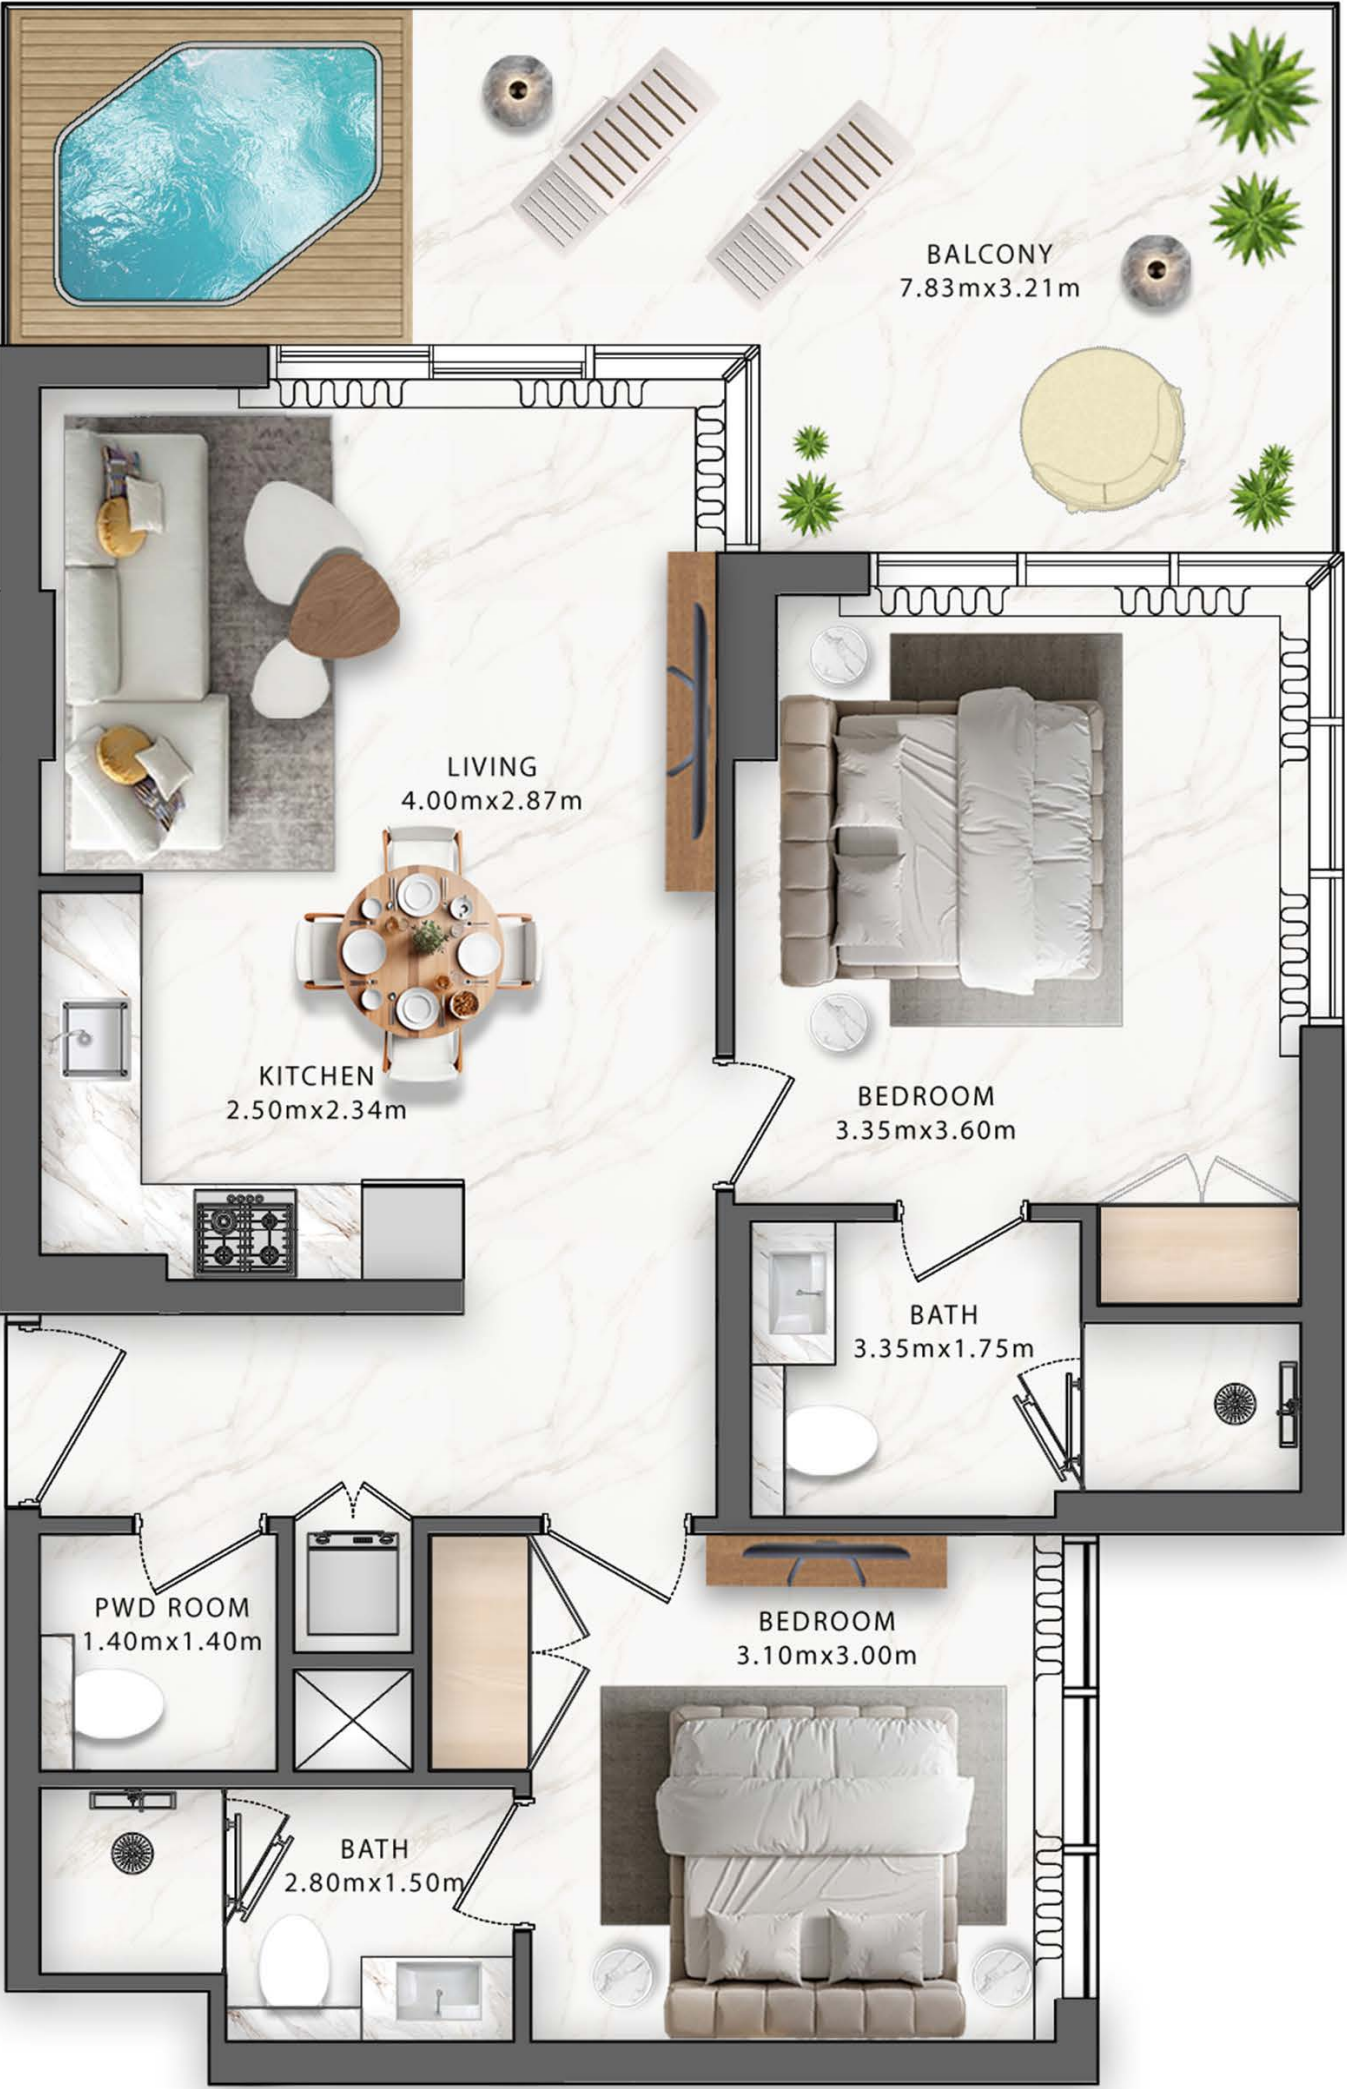 BALCONY
7.83mx3.21m
LIVING
4.00mx2.87m
KITCHEN
2.50mx2.34m
BEDROOM
3.35mx3.60m
BATH
3.35mx1.75m
PWD ROOM
1.40mx1.40m
BEDROOM
3.10mx3.00m
BATH
2.80mx1.50m